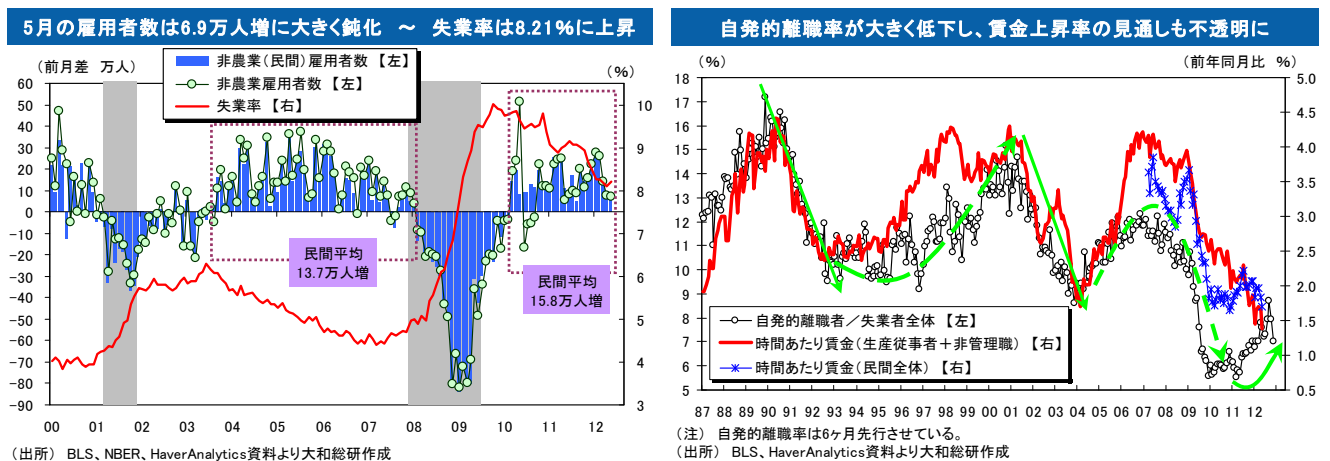 5月の雇用者数は6.9万人増に大きく鈍化 ～ 失業率は8.21%に上昇
(前月差 万人)
非農業(民間)雇用者数 【左】
非農業雇用者数 【左】
失業率 【右】
(%)
60
50
40
30
20
10
0
-10
-20
-30
-40
-50
-60
-70
-80
-90
10
9
8
7
6
5
4
3
民間平均
13.7万人増
民間平均
15.8万人増
00 01 02 03 04 05 06 07 08 09 10 11 12
(出所) BLS、NBER、HaverAnalytics資料より大和総研作成
自発的離職率が大きく低下し、賃金上昇率の見通しも不透明に
(%)
(前年同月比 %)
18
17
16
15
14
13
12
11
10
9
8
7
6
5
5.0
4.5
4.0
3.5
3.0
2.5
2.0
1.5
1.0
0.5
自発的離職者/失業者全体 【左】
時間あたり賃金(生産従事者+非管理職) 【右】
時間あたり賃金(民間全体) 【右】
87 88 89 90 91 92 93 94 95 96 97 98 99 00 01 02 03 04 05 06 07 08 09 10 11 12 13
(注) 自発的離職率は6ヶ月先行させている。
(出所) BLS、HaverAnalytics資料より大和総研作成